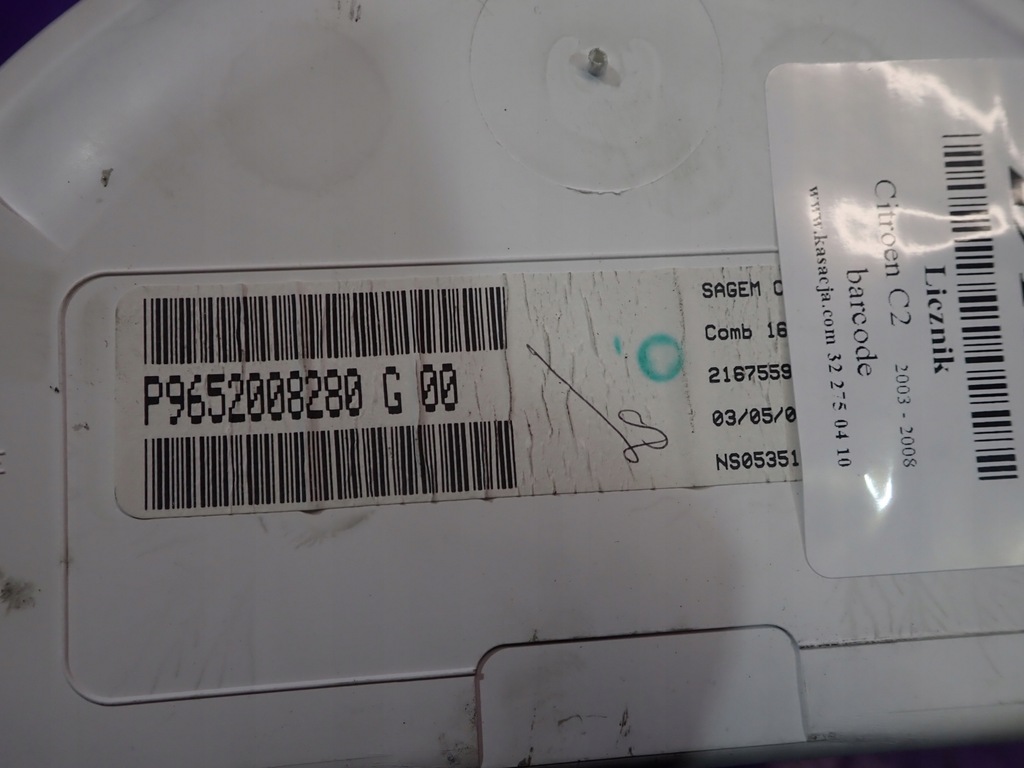 P9652008280 G 00
SAGEM
Comb 16
2167559
03/05/0
NS05351
Licznik
Citroen C2 2003 - 2008
barcode
www.kasacja.com 32 275 04 10